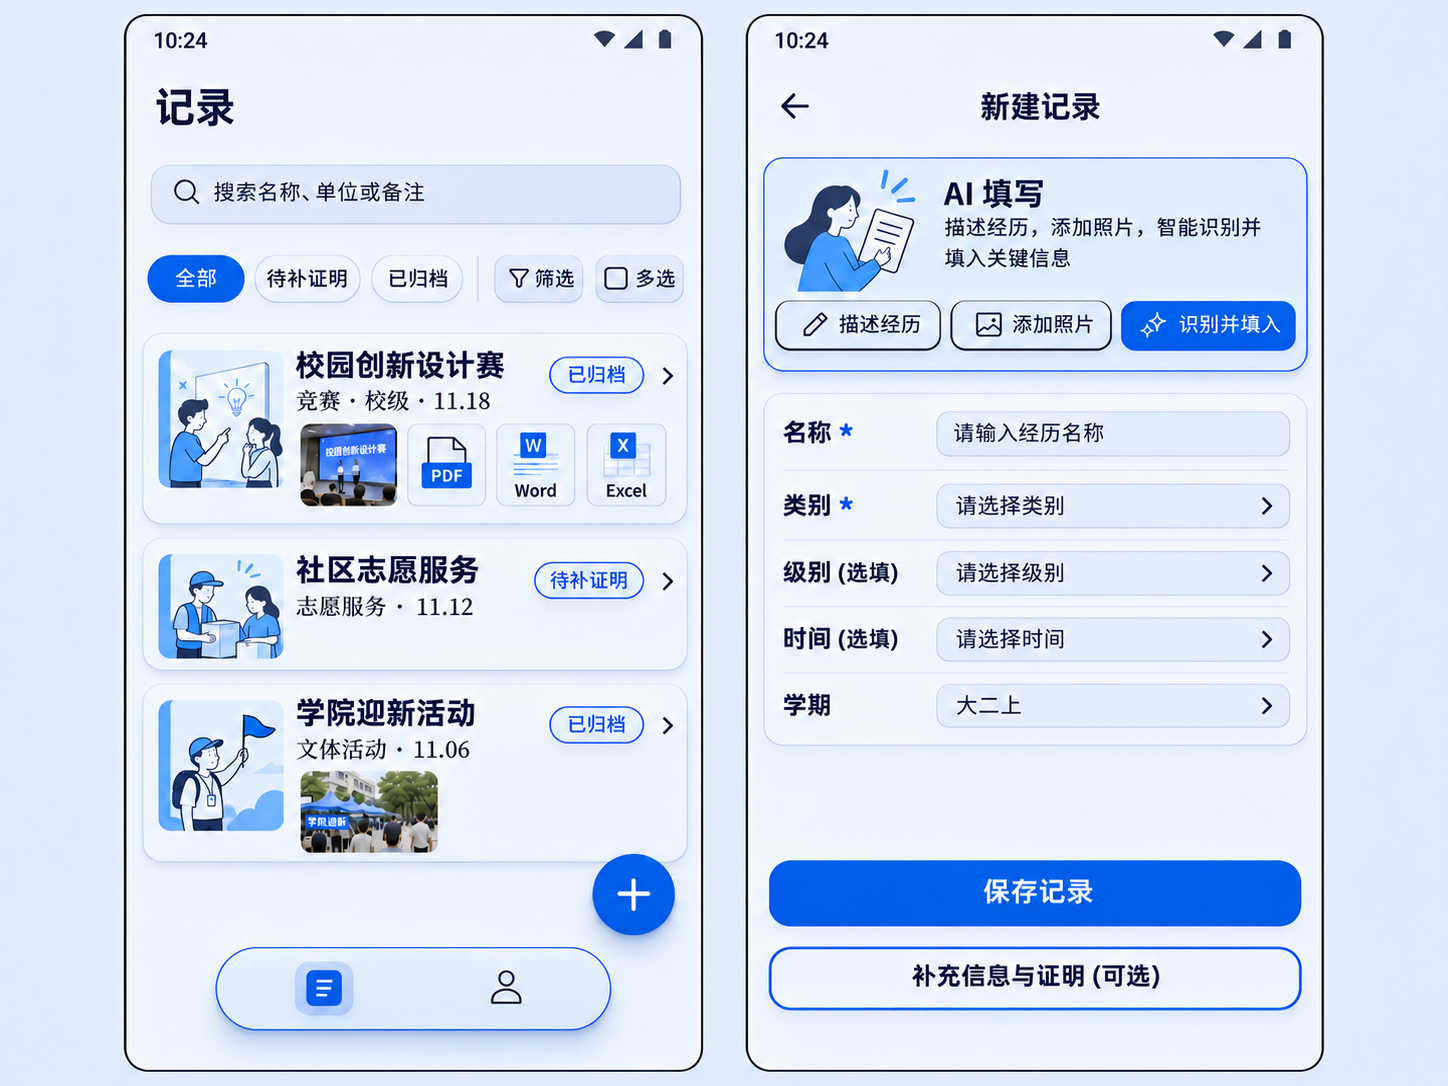 10:24
记录
搜索名称、单位或备注
全部
待补证明
已归档
筛选
多选
校园创新设计赛
已归档
竞赛·校级·11.18
校园创新设计赛
PDF
W
Word
X
Excel
社区志愿服务
待补证明
志愿服务· 11.12
学院迎新活动
已归档
文体活动·11.06
学院迎新
10:24
新建记录
AI 填写
描述经历，添加照片，智能识别并
填入关键信息
描述经历
添加照片
识别并填入
名称 *
请输入经历名称
类别 *
请选择类别
级别 (选填)
请选择级别
时间 (选填)
请选择时间
学期
大二上
保存记录
补充信息与证明 (可选)